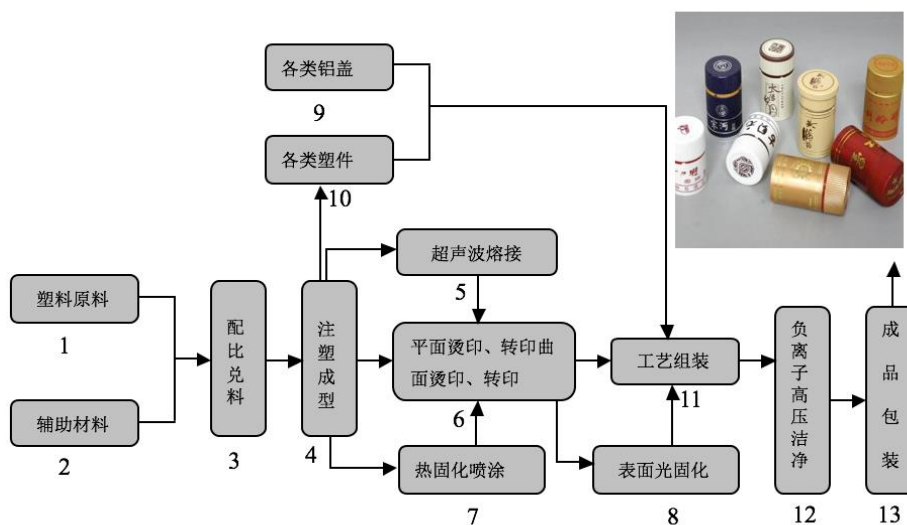 各类铝盖
9
各类塑件
10
超声波熔接
5
塑料原料
1
辅助材料
2
配比兑料
3
注塑成型
4
平面烫印、转印曲
面烫印、转印
6
热固化喷涂
7
表面光固化
8
工艺组装
11
负离子高压洁净
12
成品包装
13